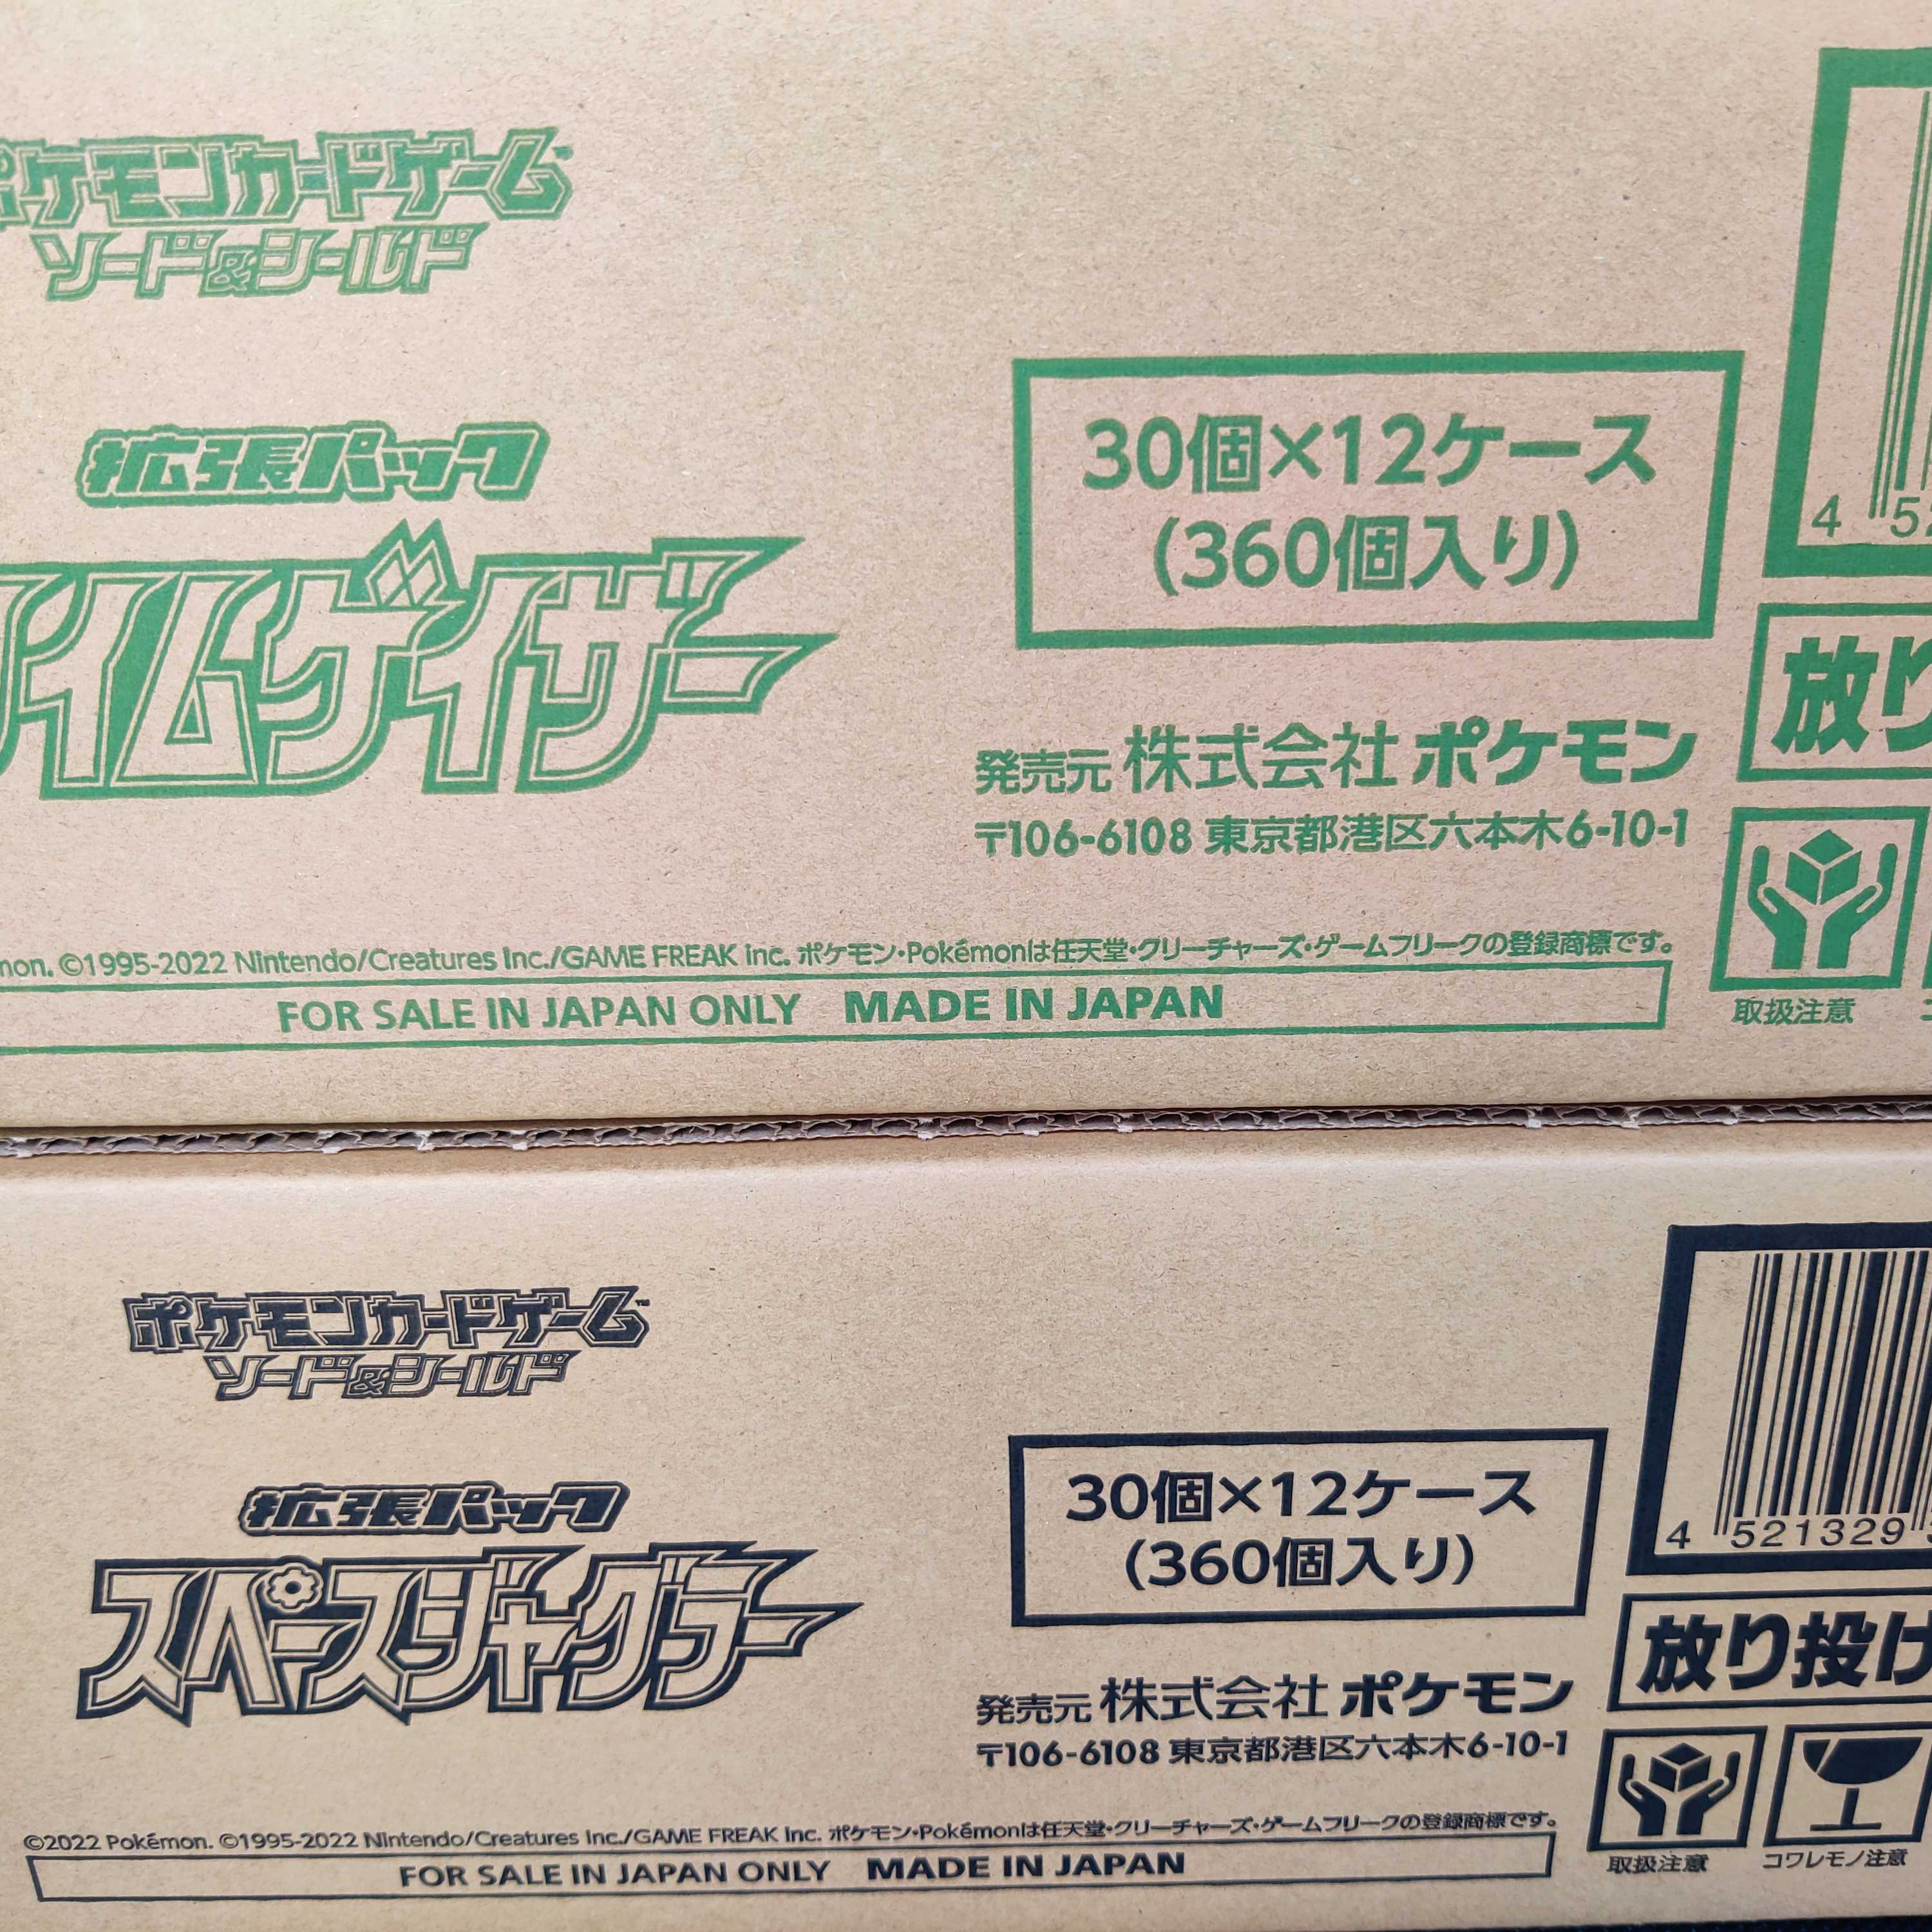 ポケモンカードゲーム
ソード&シールド
拡張パック
イムゲイザー
30個×12ケース
(360個入り)
発売元 株式会社 ポケモン
〒106-6108 東京都港区六本木6-10-1
mon. ©1995-2022 Nintendo/Creatures Inc./GAME FREAK inc. ポケモン・Pokémonは任天堂・クリーチャーズ・ゲームフリークの登録商標です。
FOR SALE IN JAPAN ONLY MADE IN JAPAN
4 5
放り
取扱注意
ポケモンカードゲーム™
ソード&シールド
拡張パック
スペースジャグラー
30個×12ケース
(360個入り)
発売元 株式会社 ポケモン
〒106-6108 東京都港区六本木6-10-1
©2022 Pokémon. ©1995-2022 Nintendo/Creatures Inc./GAME FREAK inc. ポケモン・Pokémonは任天堂・クリーチャーズ・ゲームフリークの登録商標です。
FOR SALE IN JAPAN ONLY MADE IN JAPAN
4 521329
放り投げ
取扱注意
コワレモノ注意